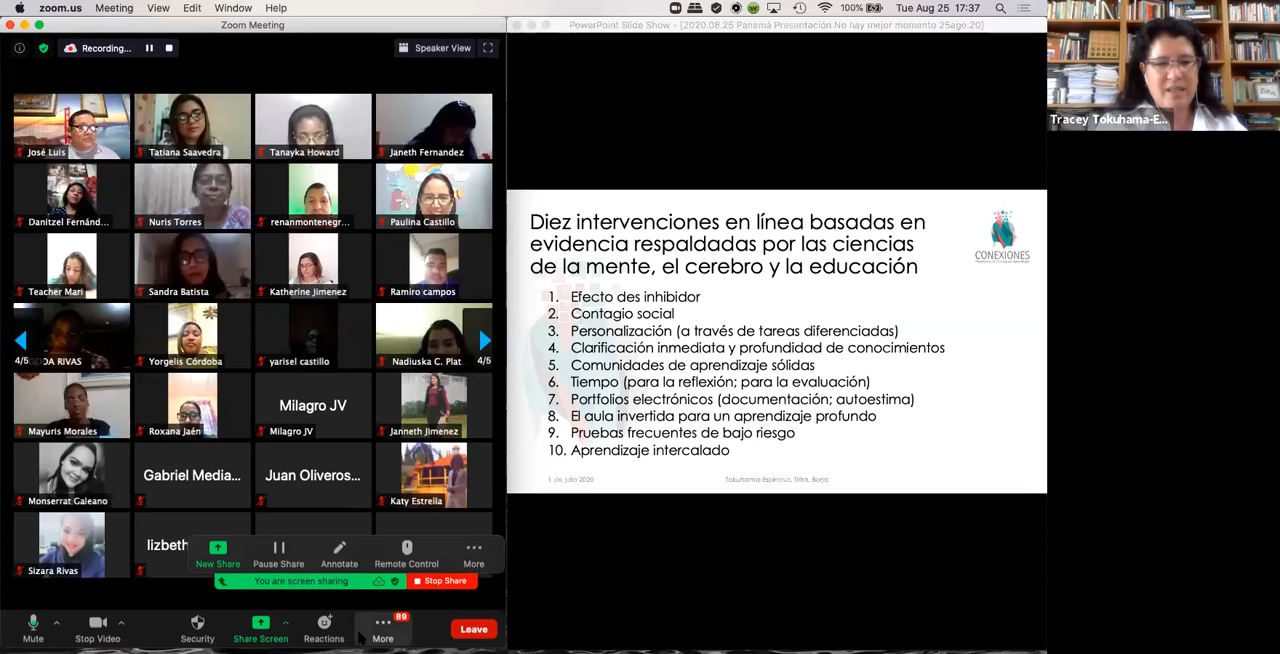 zoom.us Meeting View Edit Window Help
100%
Tue Aug 25 17:37
Zoom Meeting
PowerPoint Slide Show - [2020.08.25 Panamá Presentación No hay mejor momento 25ago.20]
Recording...
Speaker View
José Luis
Tatiana Saavedra
Tanayka Howard
Janeth Fernandez
Danitzel Fernánd...
Nuris Torres
renanmontenegr...
Paulina Castillo
Teacher Mari
Sandra Batista
Katherine Jimenez
Ramiro campos
4/5
DA RIVAS
Yorgelis Córdoba
yarisel castillo
Nadiuska C. Plat...
4/5
Mayuris Morales
Roxana Jaén
Milagro JV
Milagro JV
Janneth Jimenez
Monserrat Galeano
Gabriel Media...
Juan Oliveros...
Katy Estrella
Sizara Rivas
lizbeth
New Share
Pause Share
Annotate
Remote Control
More
You are screen sharing
Stop Share
Mute
Stop Video
Security
Share Screen
Reactions
89
More
Leave
Diez intervenciones en línea basadas en
evidencia respaldadas por las ciencias
de la mente, el cerebro y la educación
CONEXIONES
1. Efecto des inhibidor
2. Contagio social
3. Personalización (a través de tareas diferenciadas)
4. Clarificación inmediata y profundidad de conocimientos
5. Comunidades de aprendizaje sólidas
6. Tiempo (para la reflexión; para la evaluación)
7. Portfolios electrónicos (documentación; autoestima)
8. El aula invertida para un aprendizaje profundo
9. Pruebas frecuentes de bajo riesgo
10. Aprendizaje intercalado
1 de julio 2020
Tokuhama-Espinosa, Tirira, Borja
Tracey Tokuhama-E...